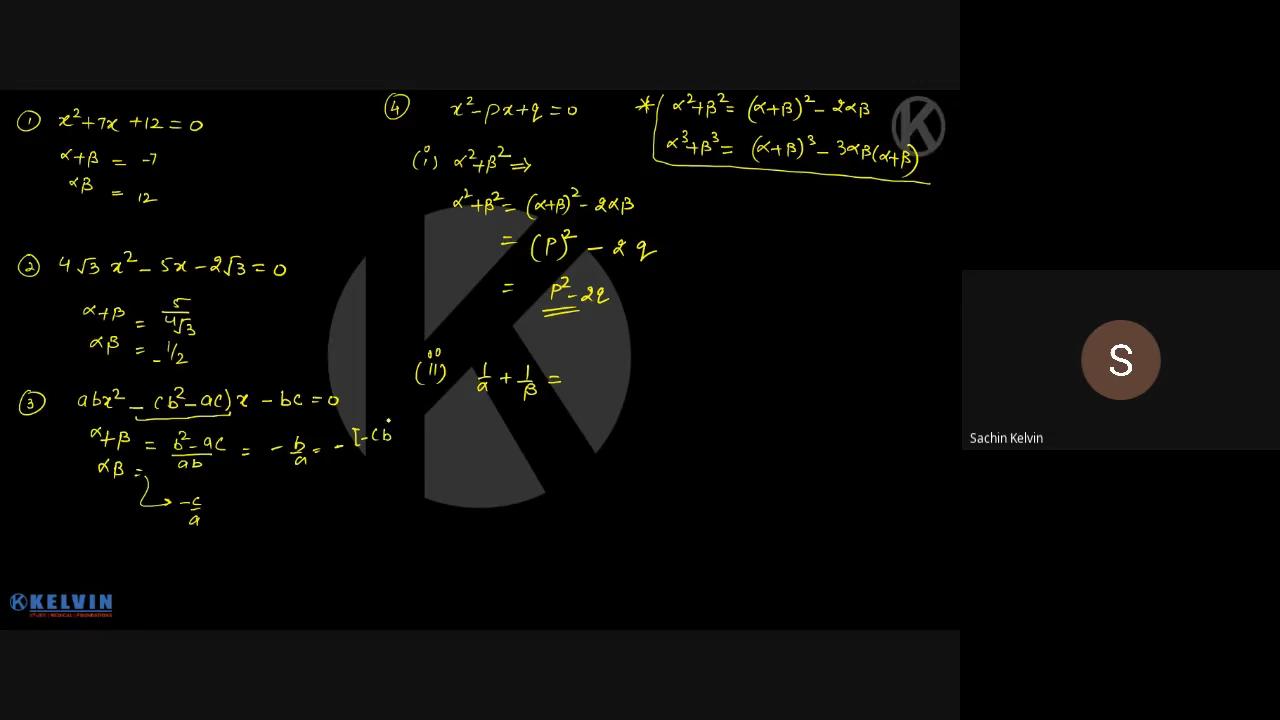 ① x²+7x+12=0
α+β = -7
αβ = 12
② 4√3 x² - 5x - 2√3 = 0
α+β = 5/4√3
αβ = -1/2
③ abx² - (b²-ac)x - bc = 0
α+β = b²-ac/ab = -b/a = -[-(b
αβ =
-c/a
④ x²-px+q=0
(i) α²+β² ⇒
α²+β² = (α+β)² - 2αβ
= (P)² - 2q
= P²-2q
(ii) 1/α + 1/β =
* α²+β² = (α+β)² - 2αβ
α³+β³ = (α+β)³ - 3αβ(α+β)
K
KELVIN
S
Sachin Kelvin